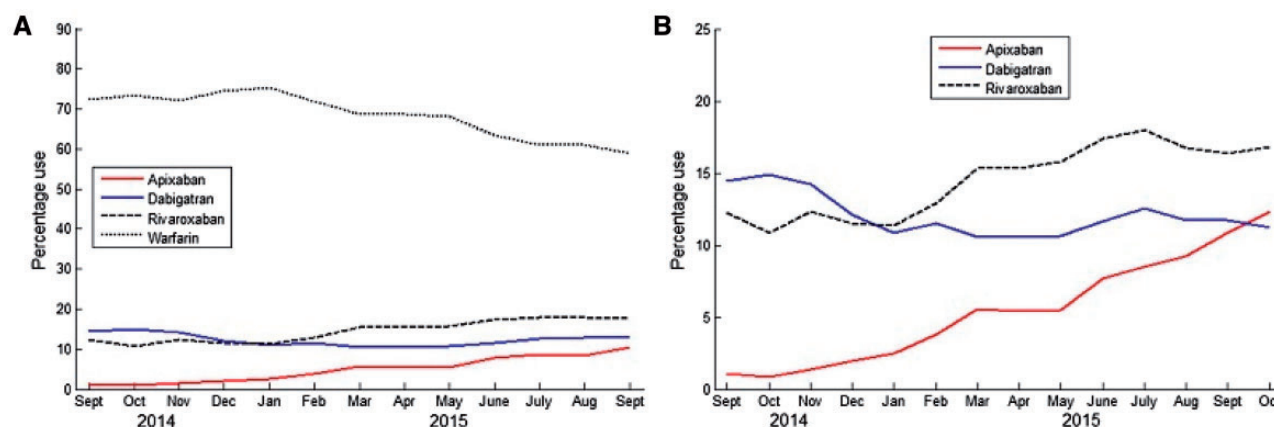 A
90
80
70
60
50
40
30
20
10
0
Percentage use
Apixaban
Dabigatran
Rivaroxaban
Warfarin
Sept Oct Nov Dec Jan Feb Mar Apr May June July Aug Sept
2014 2015
B
25
20
15
10
5
0
Percentage use
Apixaban
Dabigatran
Rivaroxaban
Sept Oct Nov Dec Jan Feb Mar Apr May June July Aug Sept Oc
2014 2015